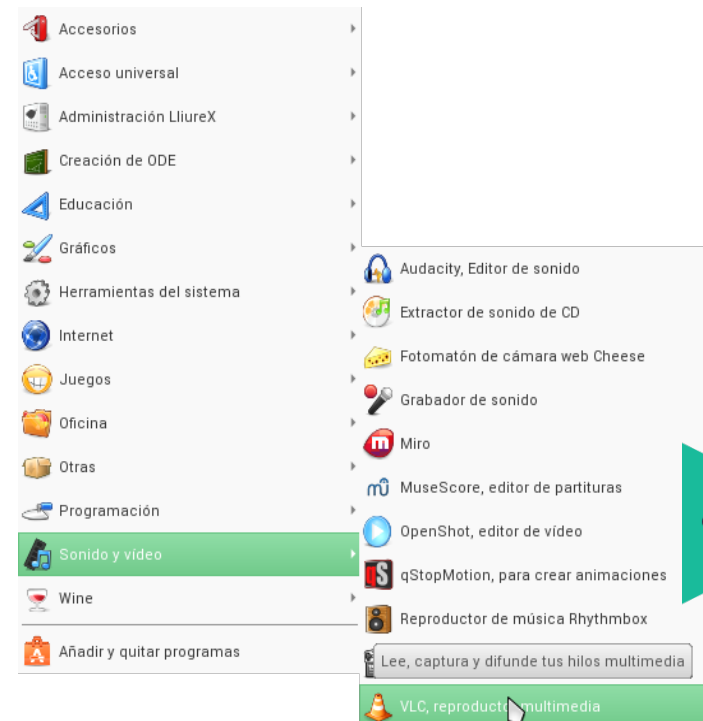 Accesorios
Acceso universal
Administración LliureX
Creación de ODE
Educación
Gráficos
Herramientas del sistema
Internet
Juegos
Oficina
Otras
Programación
Sonido y vídeo
Wine
Añadir y quitar programas
Audacity, Editor de sonido
Extractor de sonido de CD
Fotomatón de cámara web Cheese
Grabador de sonido
Miro
MuseScore, editor de partituras
OpenShot, editor de vídeo
qStopMotion, para crear animaciones
Reproductor de música Rhythmbox
Lee, captura y difunde tus hilos multimedia
VLC, reproductor multimedia